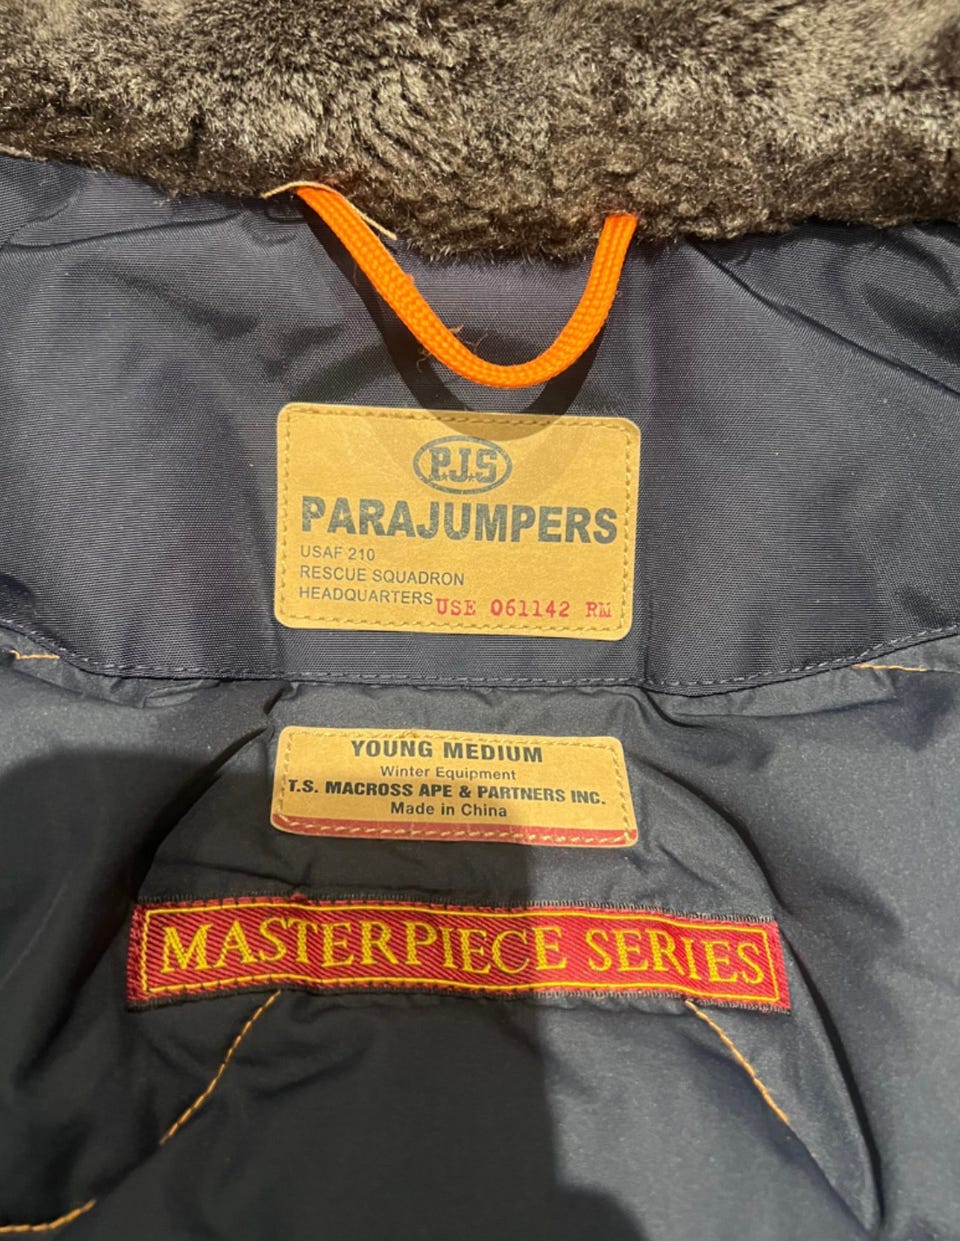 P.J.S
PARAJUMPERS
USAF 210
RESCUE SQUADRON
HEADQUARTERS USE 061142 RM
YOUNG MEDIUM
Winter Equipment
T.S. MACROSS APE & PARTNERS INC.
Made in China
MASTERPIECE SERIES